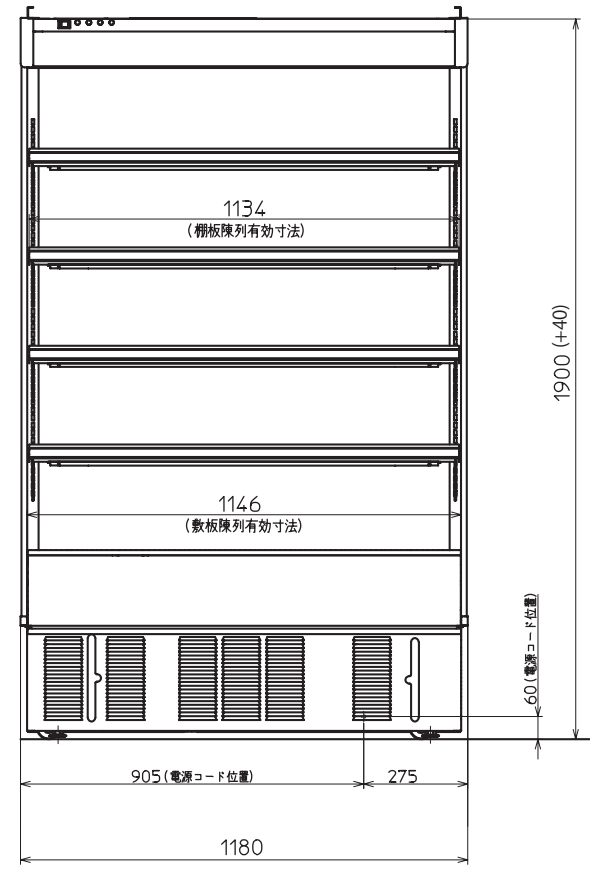 1134
(棚板陳列有効寸法)
1900 (+40)
1146
(敷板陳列有効寸法)
60(電源コード位置)
905(電源コード位置)
275
1180